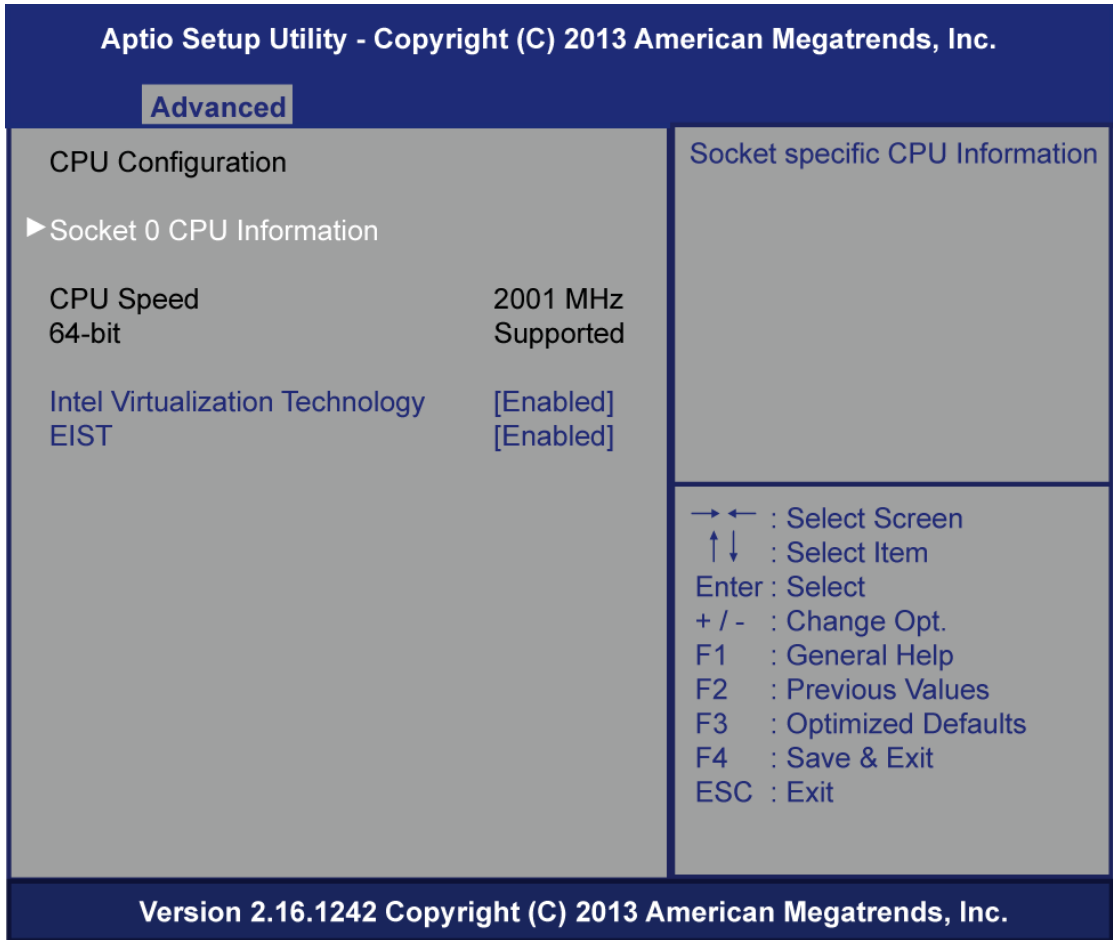 Aptio Setup Utility - Copyright (C) 2013 American Megatrends, Inc.
Advanced
CPU Configuration
►Socket 0 CPU Information
CPU Speed 2001 MHz
64-bit Supported
Intel Virtualization Technology [Enabled]
EIST [Enabled]
Socket specific CPU Information
→ ← : Select Screen
↑↓ : Select Item
Enter : Select
+ / - : Change Opt.
F1 : General Help
F2 : Previous Values
F3 : Optimized Defaults
F4 : Save & Exit
ESC : Exit
Version 2.16.1242 Copyright (C) 2013 American Megatrends, Inc.